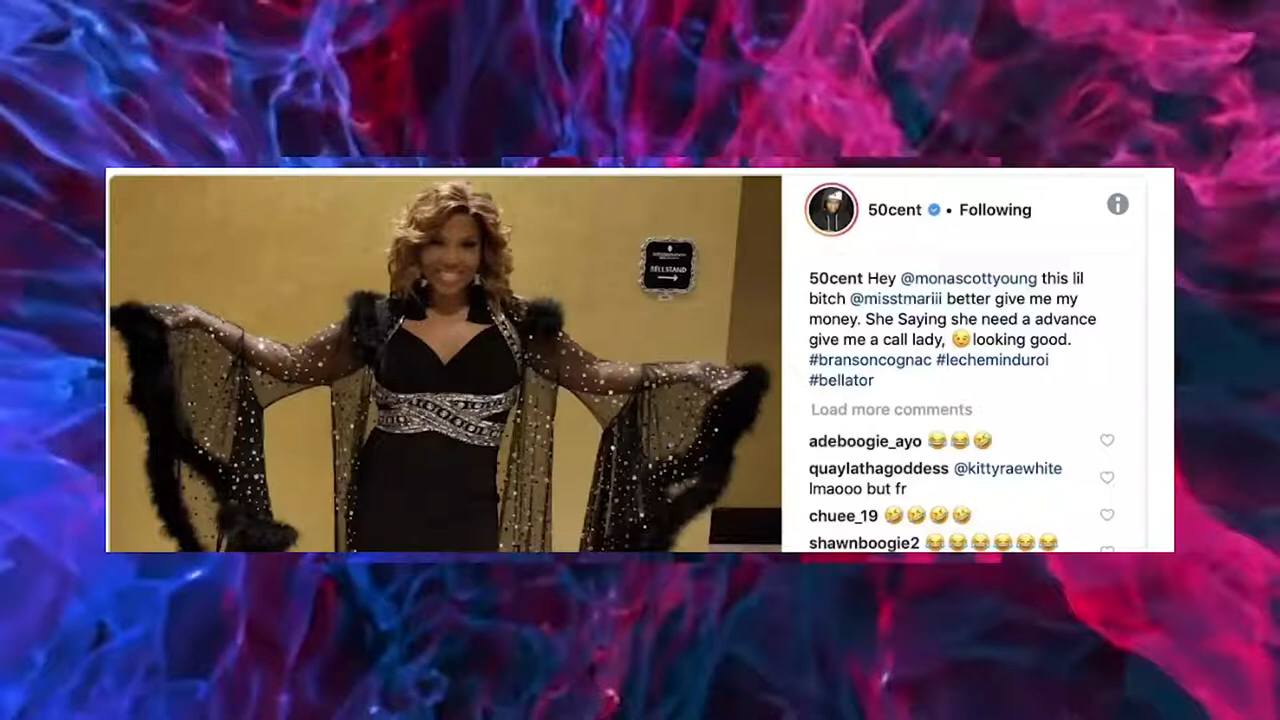 BELLSTAND
50cent • Following
50cent Hey @monascottyoung this lil
bitch @misstmariii better give me my
money. She Saying she need a advance
give me a call lady, 😉looking good.
#bransoncognac #lecheminduroi
#bellator
Load more comments
adeboogie_ayo 😂😂🤣
quaylathagoddess @kittyraewhite
lmaooo but fr
chuee_19 🤣🤣🤣🤣
shawnboogie2 😂😂😂😂😂😂